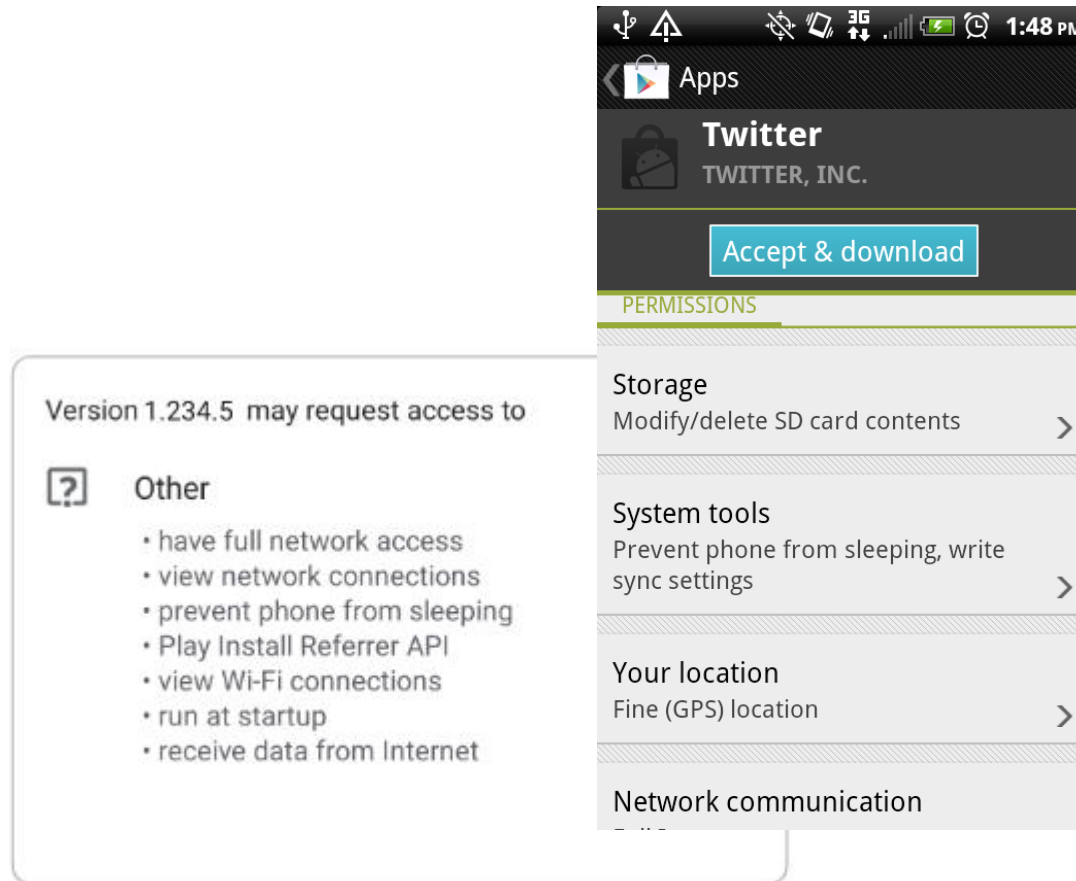 3G
1:48 PM
Apps
Twitter
TWITTER, INC.
Accept & download
PERMISSIONS
Storage
Modify/delete SD card contents
System tools
Prevent phone from sleeping, write
sync settings
Your location
Fine (GPS) location
Network communication
Version 1.234.5 may request access to
Other
• have full network access
• view network connections
• prevent phone from sleeping
• Play Install Referrer API
• view Wi-Fi connections
• run at startup
• receive data from Internet